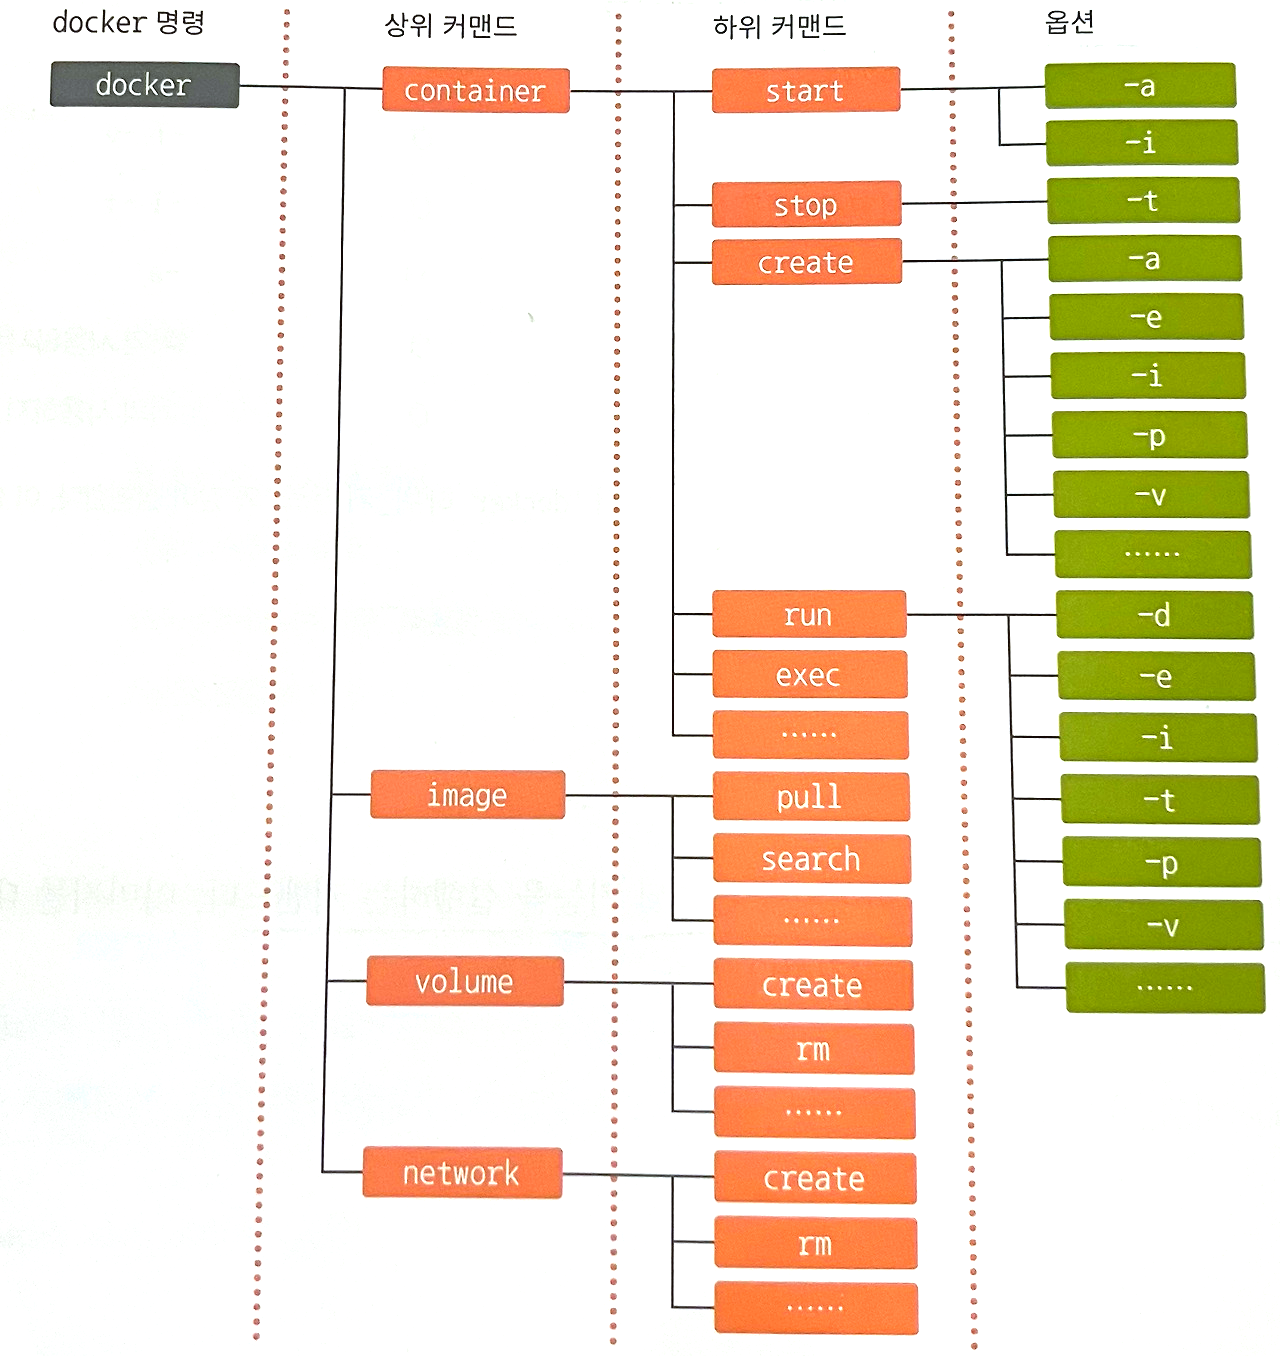 docker 명령 상위 커맨드 하위 커맨드 옵션
docker container start -a
-i
stop -t
create -a
-e
-i
-p
-v
······
run -d
exec -e
······ -i
image pull -t
search -p
······ -v
volume create ······
rm
······
network create
rm
······